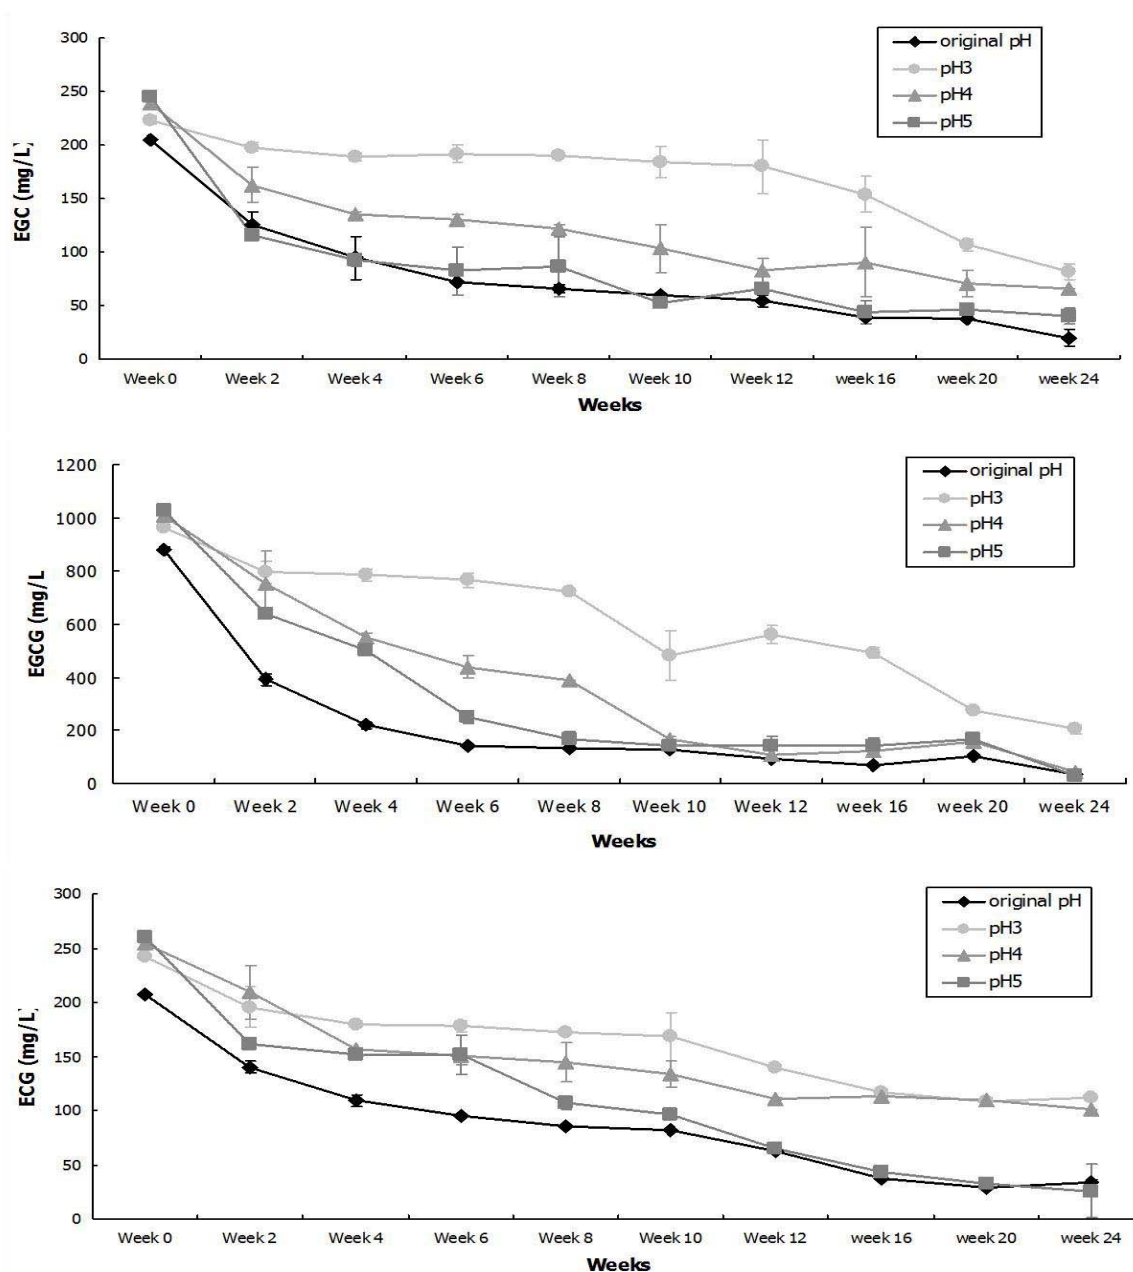 300
250
200
150
100
50
0
EGC (mg/L)
original pH
pH3
pH4
pH5
Week 0 Week 2 Week 4 Week 6 Week 8 Week 10 Week 12 week 16 week 20 week 24
Weeks
1200
1000
800
600
400
200
0
EGCG (mg/L
original pH
pH3
pH4
pH5
Week 0 Week 2 Week 4 Week 6 Week 8 Week 10 Week 12 week 16 week 20 week 24
Weeks
300
250
200
150
100
50
0
ECG (mg/L)
original pH
pH3
pH4
pH5
Week 0 Week 2 Week 4 Week 6 Week 8 Week 10 Week 12 week 16 week 20 week 24
Weeks